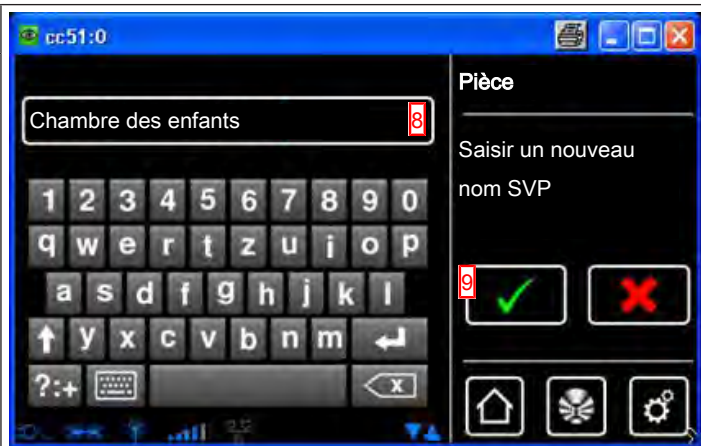 cc51:0
Pièce
Chambre des enfants 8
Saisir un nouveau
nom SVP
1 2 3 4 5 6 7 8 9 0
q w e r t z u i o p
a s d f g h j k l
y x c v b n m
?:+ x
9